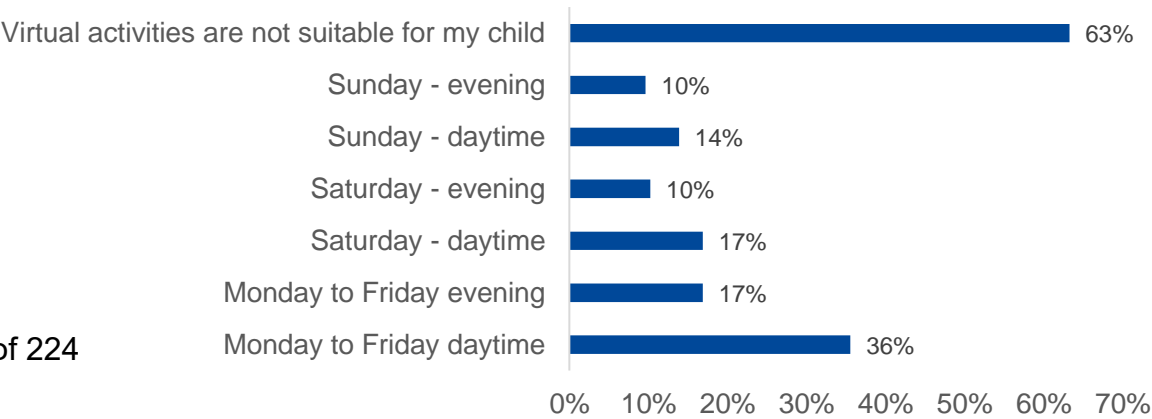 Virtual activities are not suitable for my child 63%
Sunday - evening 10%
Sunday - daytime 14%
Saturday - evening 10%
Saturday - daytime 17%
Monday to Friday evening 17%
of 224 Monday to Friday daytime 36%
0% 10% 20% 30% 40% 50% 60% 70%